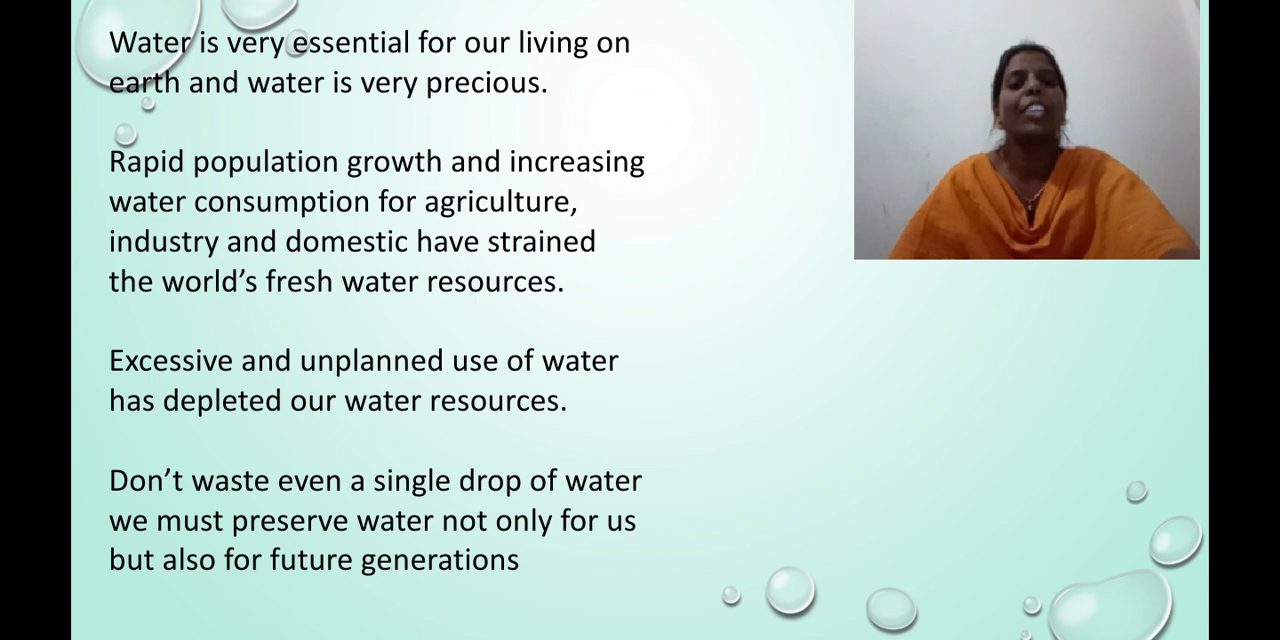 Water is very essential for our living on
earth and water is very precious.
Rapid population growth and increasing
water consumption for agriculture,
industry and domestic have strained
the world’s fresh water resources.
Excessive and unplanned use of water
has depleted our water resources.
Don’t waste even a single drop of water
we must preserve water not only for us
but also for future generations